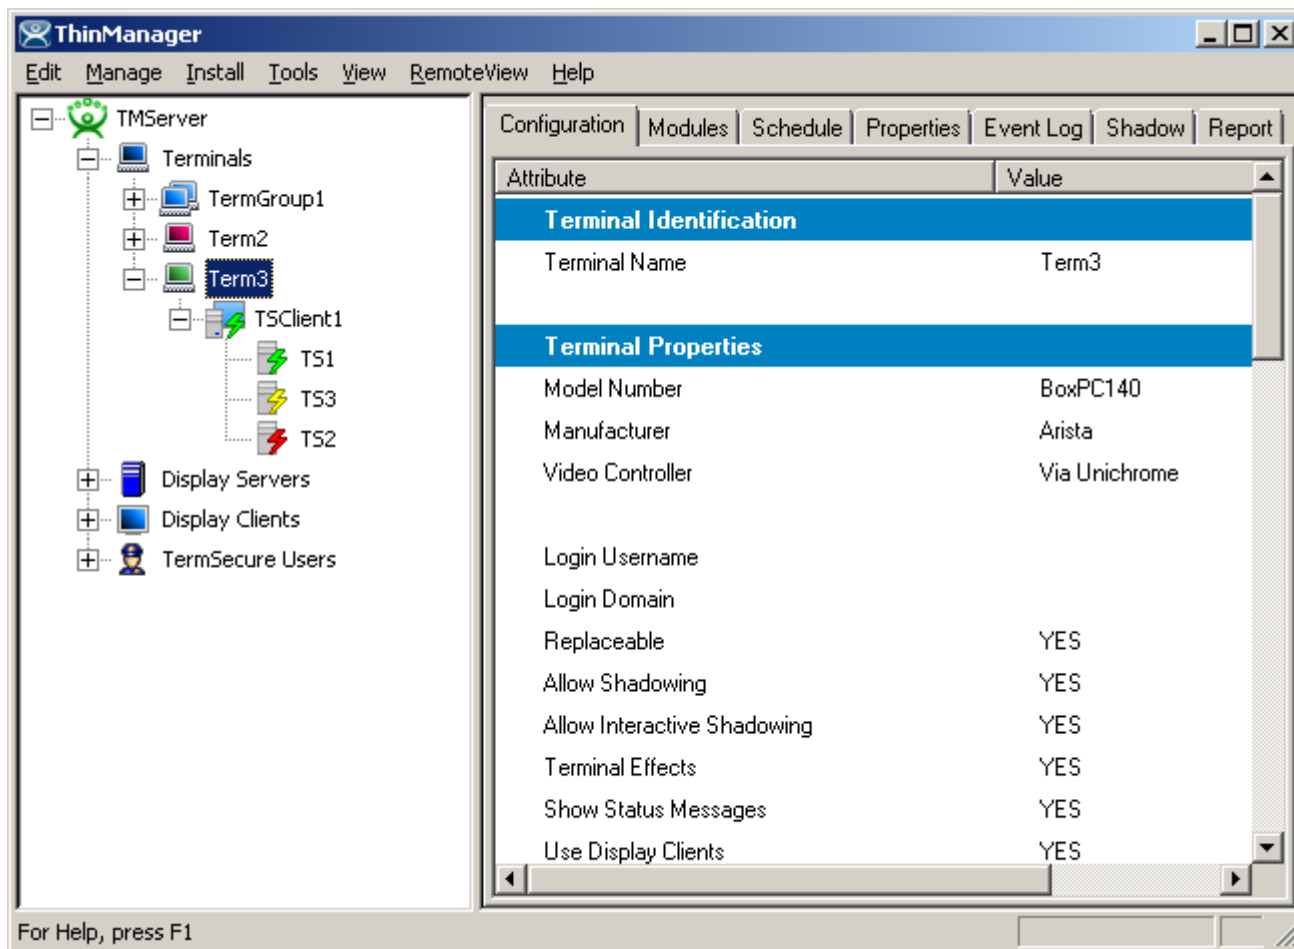 ThinManager
Edit Manage Install Tools View RemoteView Help
TMServer
Terminals
TermGroup1
Term2
Term3
TSClient1
TS1
TS3
TS2
Display Servers
Display Clients
TermSecure Users
Configuration Modules Schedule Properties Event Log Shadow Report
Attribute Value
Terminal Identification
Terminal Name Term3
Terminal Properties
Model Number BoxPC140
Manufacturer Arista
Video Controller Via Unichrome
Login Username
Login Domain
Replaceable YES
Allow Shadowing YES
Allow Interactive Shadowing YES
Terminal Effects YES
Show Status Messages YES
Use Display Clients YES
For Help, press F1